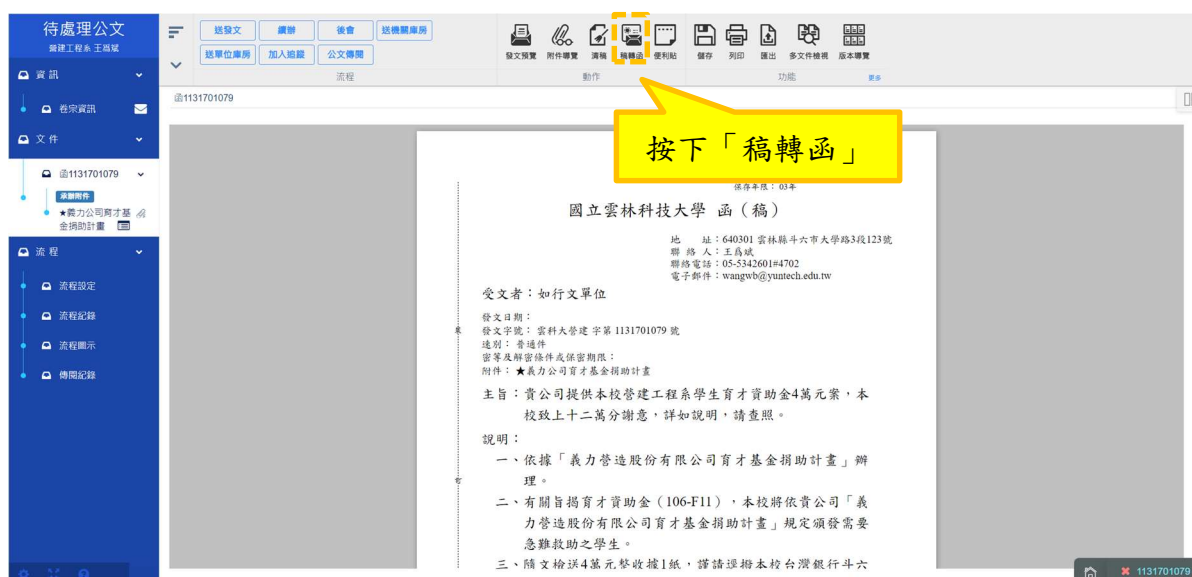 待處理公文
營建工程系 王爲斌
資訊
卷宗資訊
文件
函1131701079
承辦附件
★義力公司育才基
金捐助計畫
流程
流程設定
流程紀錄
流程圖示
傳閱紀錄
送發文 續辦 後會 送機關庫房
送單位庫房 加入追蹤 公文傳閱
流程
發文預覽 附件導覽 清稿 稿轉函 便利貼
動作
儲存 列印 匯出 多文件檢視 版本導覽
功能 更多
函1131701079
按下「稿轉函」
保存年限：03年
國立雲林科技大學 函（稿）
地 址：640301 雲林縣斗六市大學路3段123號
聯 絡 人：王爲斌
聯絡電話：05-5342601#4702
電子郵件：wangwb@yuntech.edu.tw
受文者：如行文單位
發文日期：
發文字號：雲科大營建 字第 1131701079 號
速別：普通件
密等及解密條件或保密期限：
附件：★義力公司育才基金捐助計畫
主旨：貴公司提供本校營建工程系學生育才資助金4萬元案，本
校致上十二萬分謝意，詳如說明，請查照。
說明：
一、依據「義力營造股份有限公司育才基金捐助計畫」辦
理。
二、有關旨揭育才資助金（106-F11），本校將依貴公司「義
力營造股份有限公司育才基金捐助計畫」規定頒發需要
急難救助之學生。
三、隨文檢送4萬元整收據1紙，謹請逕撥本校台灣銀行斗六
裝
訂
1131701079